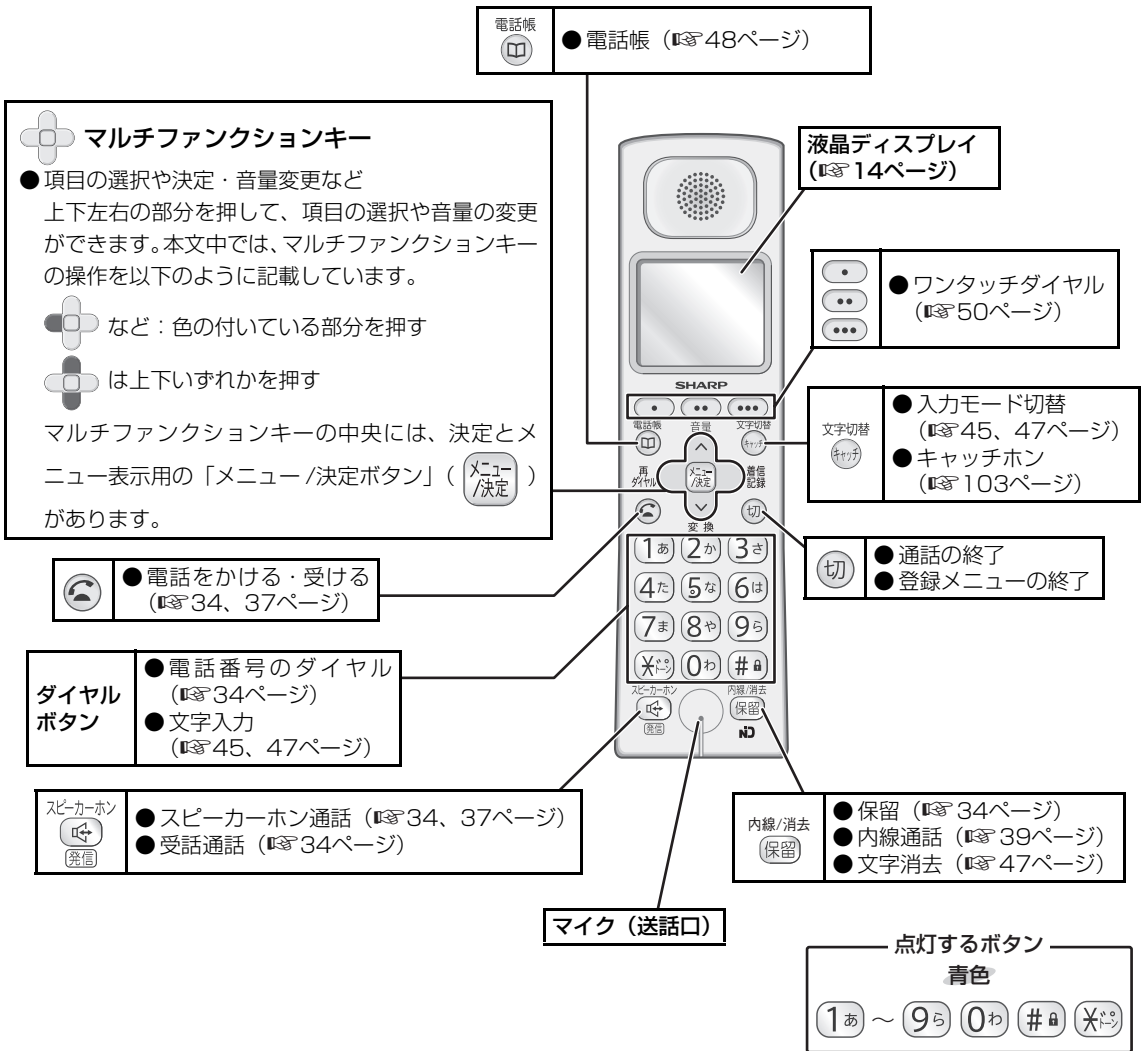 電話帳
●電話帳（☞48ページ）
マルチファンクションキー
●項目の選択や決定・音量変更など
上下左右の部分を押して、項目の選択や音量の変更
ができます。本文中では、マルチファンクションキー
の操作を以下のように記載しています。
など：色の付いている部分を押す
は上下いずれかを押す
マルチファンクションキーの中央には、決定とメ
ニュー表示用の「メニュー/決定ボタン」（メニュー/決定）
があります。
液晶ディスプレイ
（☞14ページ）
●ワンタッチダイヤル
（☞50ページ）
文字切替
キャッチ
●入力モード切替
（☞45、47ページ）
●キャッチホン
（☞103ページ）
切
●通話の終了
●登録メニューの終了
●電話をかける・受ける
（☞34、37ページ）
ダイヤル
ボタン
●電話番号のダイヤル
（☞34ページ）
●文字入力
（☞45、47ページ）
スピーカーホン
発信
●スピーカーホン通話（☞34、37ページ）
●受話通話（☞34ページ）
SHARP
電話帳 音量 文字切替
キャッチ
再
ダイヤル
メニュー
/決定
着信
記録
切
変換
1あ 2か 3さ
4た 5な 6は
7ま 8や 9ら
＊トーン 0わ #
スピーカーホン 内線/消去
保留
発信
内線/消去
保留
●保留（☞34ページ）
●内線通話（☞39ページ）
●文字消去（☞47ページ）
マイク（送話口）
点灯するボタン
青色
1あ ～ 9ら 0わ # ＊トーン